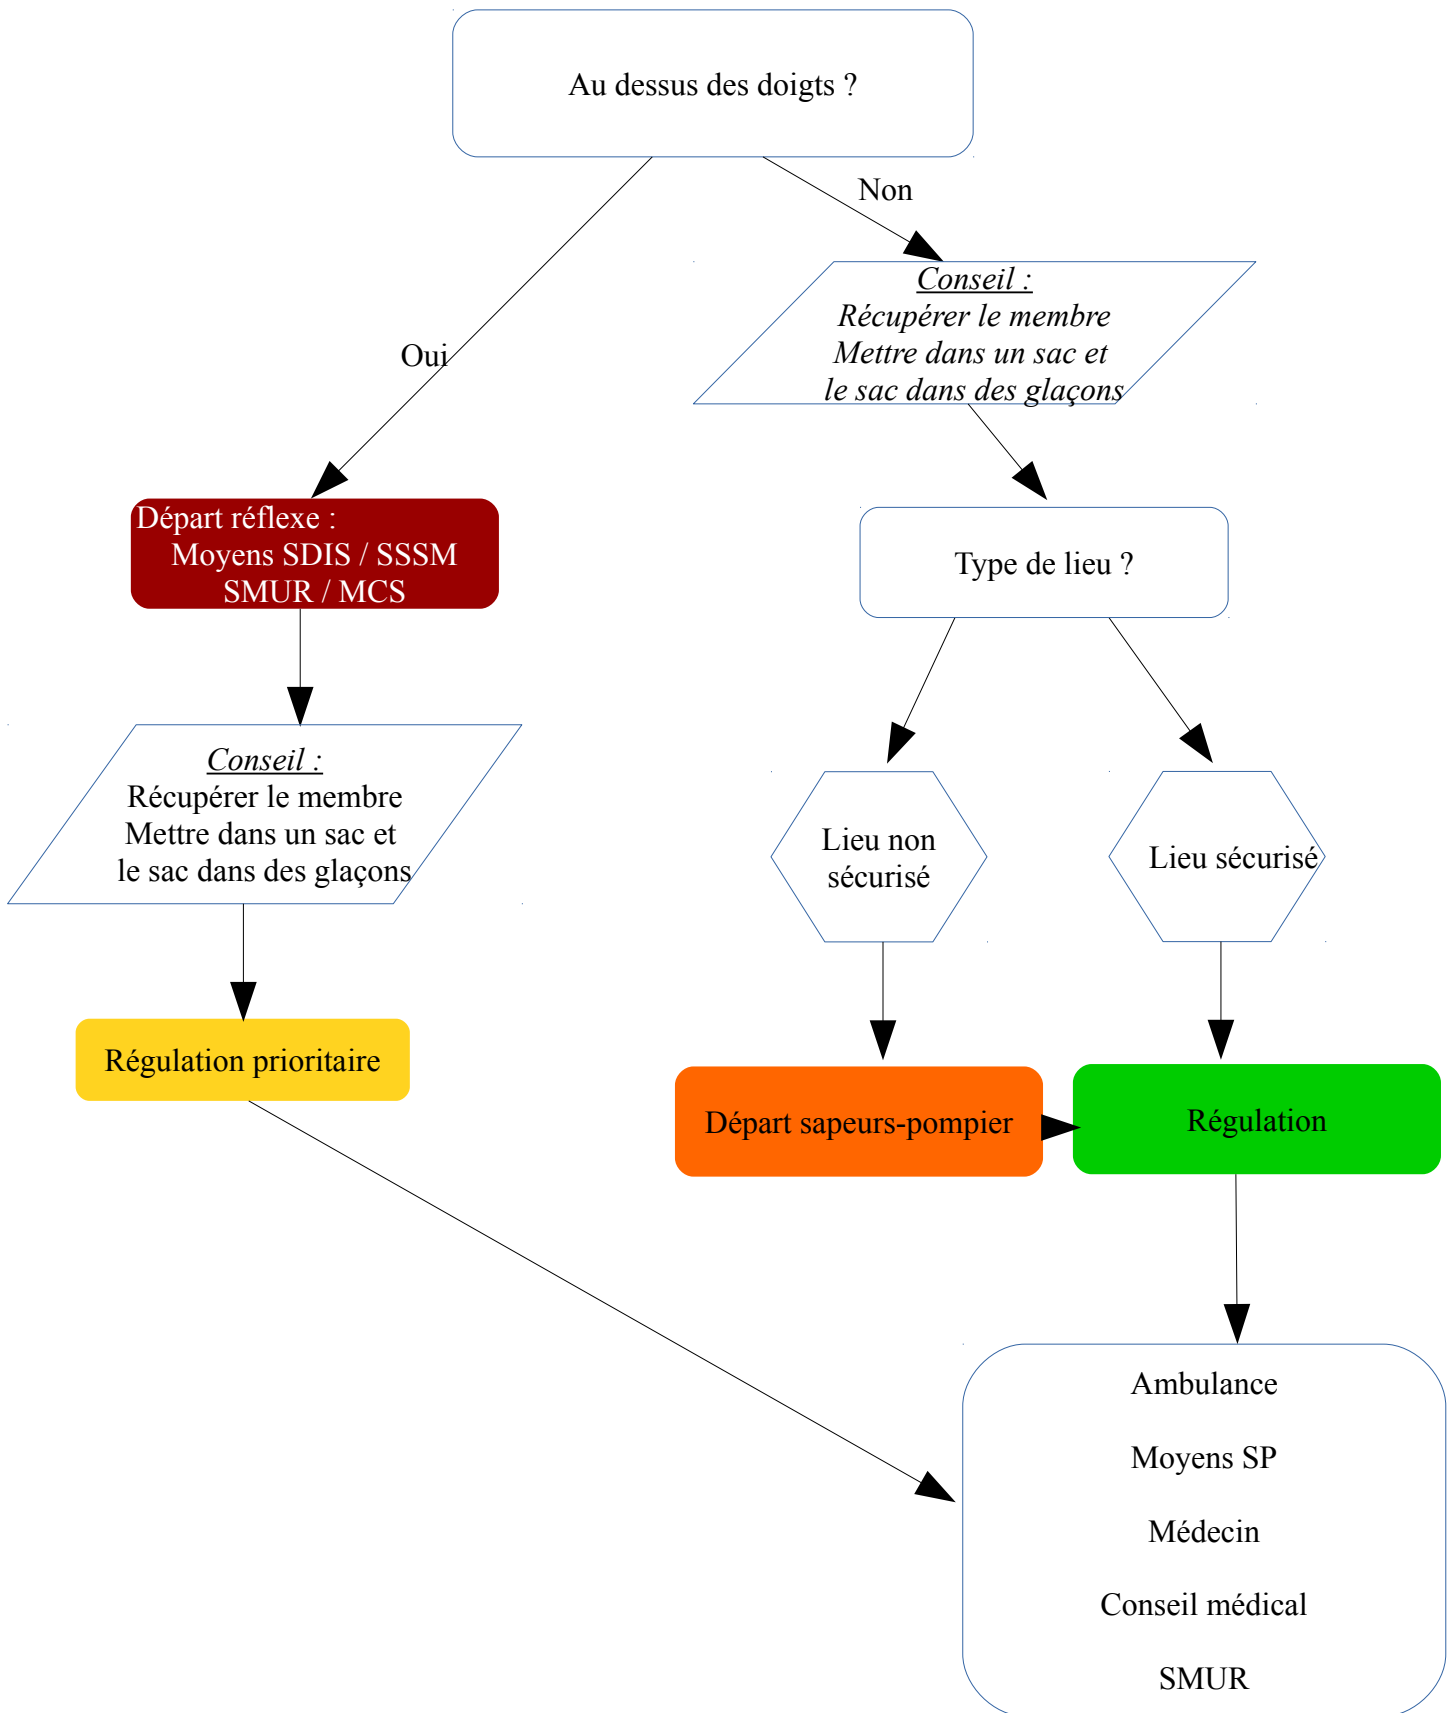 Au dessus des doigts ?
Non
Conseil :
Récupérer le membre
Mettre dans un sac et
le sac dans des glaçons
Oui
Départ réflexe :
Moyens SDIS / SSSM
SMUR / MCS
Type de lieu ?
Conseil :
Récupérer le membre
Mettre dans un sac et
le sac dans des glaçons
Lieu non
sécurisé
Lieu sécurisé
Régulation prioritaire
Départ sapeurs-pompier
Régulation
Ambulance
Moyens SP
Médecin
Conseil médical
SMUR